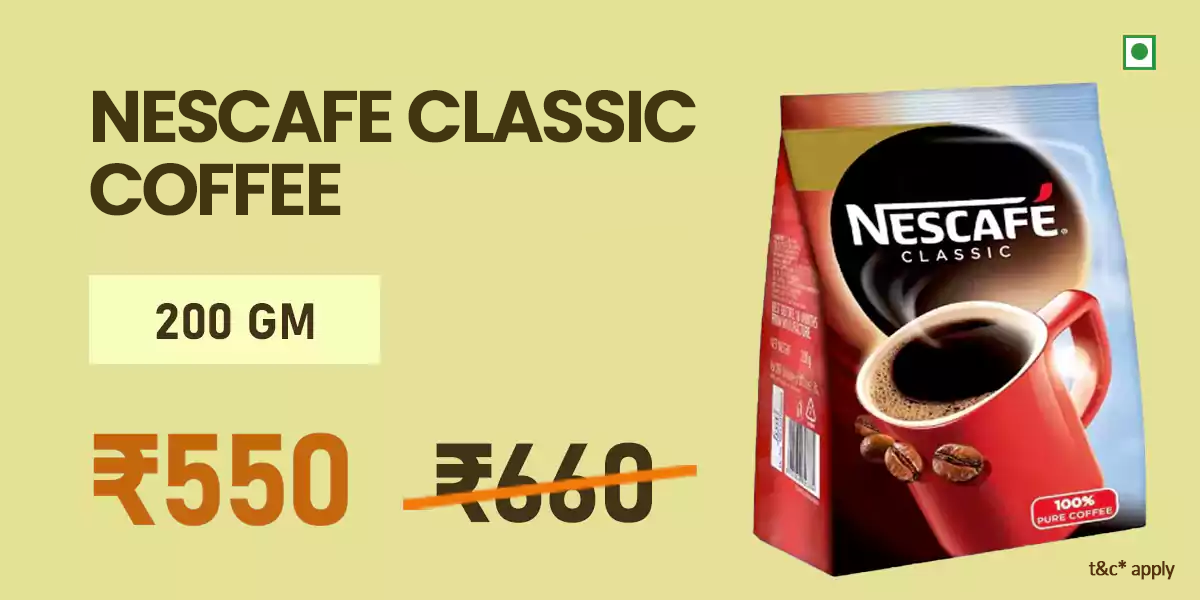 NESCAFE CLASSIC
COFFEE
200 GM
₹550
₹660
NESCAFÉ®
CLASSIC
100%
PURE COFFEE
t&c* apply